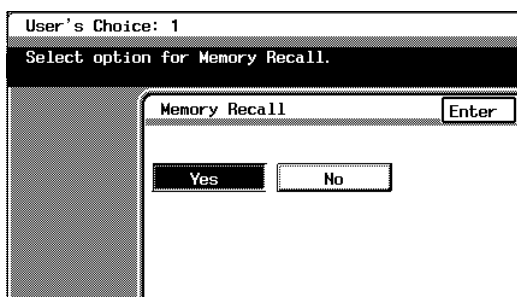 User's Choice: 1
Select option for Memory Recall.
Memory Recall Enter
Yes No